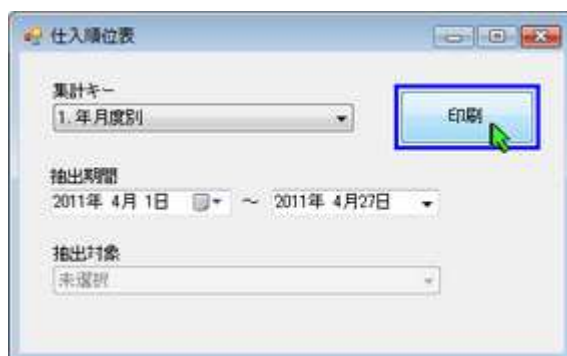 仕入順位表
集計キー
1.年月度別
印刷
抽出期間
2011年 4月 1日 ～ 2011年 4月27日
抽出対象
未選択